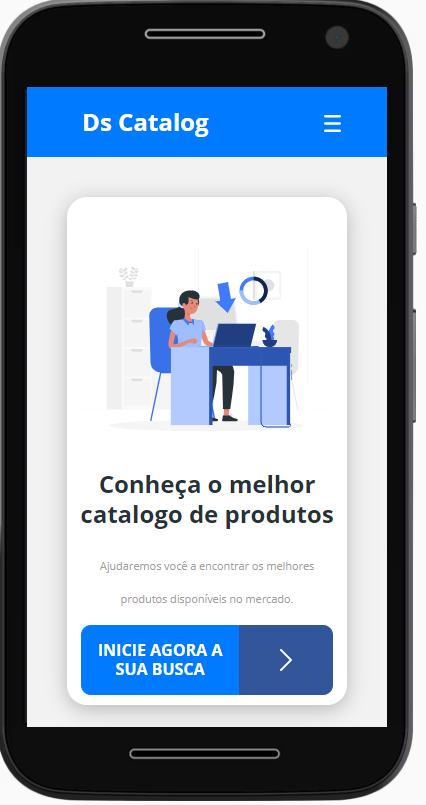 Ds Catalog
Conheça o melhor
catalogo de produtos
Ajudaremos você a encontrar os melhores
produtos disponíveis no mercado.
INICIE AGORA A
SUA BUSCA